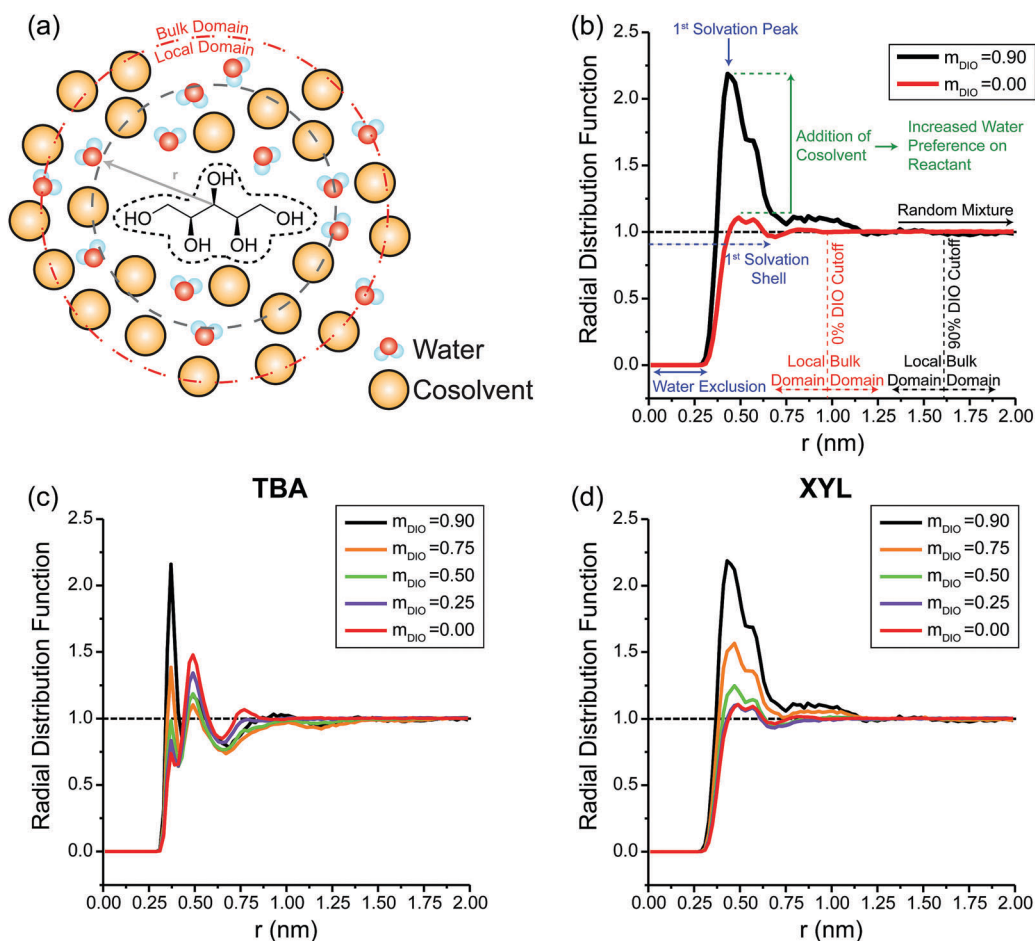 (a)
Bulk Domain
Local Domain
r
OH
HO
OH
OH
OH
Water
Cosolvent
(b)
1st Solvation Peak
m_DIO=0.90
m_DIO=0.00
Addition of
Cosolvent
Increased Water
Preference on
Reactant
Random Mixture
1st Solvation
Shell
0% DIO Cutoff
90% DIO Cutoff
Local Bulk
Domain Domain
Local Bulk
Domain Domain
Water Exclusion
Radial Distribution Function
2.5
2.0
1.5
1.0
0.5
0.0
0.00 0.25 0.50 0.75 1.00 1.25 1.50 1.75 2.00
r (nm)
(c)
TBA
m_DIO=0.90
m_DIO=0.75
m_DIO=0.50
m_DIO=0.25
m_DIO=0.00
Radial Distribution Function
2.5
2.0
1.5
1.0
0.5
0.0
0.00 0.25 0.50 0.75 1.00 1.25 1.50 1.75 2.00
r (nm)
(d)
XYL
m_DIO=0.90
m_DIO=0.75
m_DIO=0.50
m_DIO=0.25
m_DIO=0.00
Radial Distribution Function
2.5
2.0
1.5
1.0
0.5
0.0
0.00 0.25 0.50 0.75 1.00 1.25 1.50 1.75 2.00
r (nm)